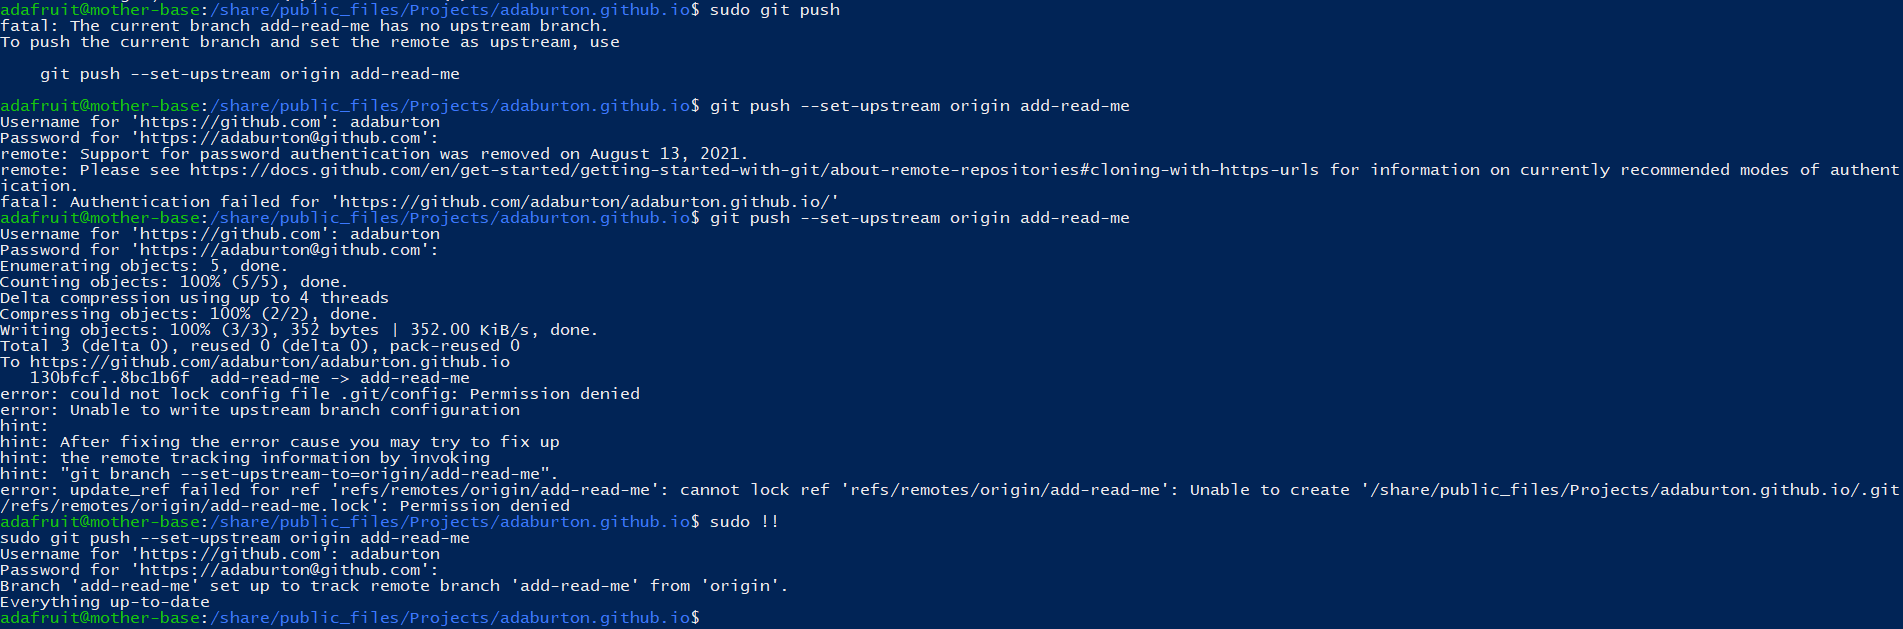 adafruit@mother-base:/share/public_files/Projects/adaburton.github.io$ sudo git push
fatal: The current branch add-read-me has no upstream branch.
To push the current branch and set the remote as upstream, use
    git push --set-upstream origin add-read-me
adafruit@mother-base:/share/public_files/Projects/adaburton.github.io$ git push --set-upstream origin add-read-me
Username for 'https://github.com': adaburton
Password for 'https://adaburton@github.com':
remote: Support for password authentication was removed on August 13, 2021.
remote: Please see https://docs.github.com/en/get-started/getting-started-with-git/about-remote-repositories#cloning-with-https-urls for information on currently recommended modes of authent
ication.
fatal: Authentication failed for 'https://github.com/adaburton/adaburton.github.io/'
adafruit@mother-base:/share/public_files/Projects/adaburton.github.io$ git push --set-upstream origin add-read-me
Username for 'https://github.com': adaburton
Password for 'https://adaburton@github.com':
Enumerating objects: 5, done.
Counting objects: 100% (5/5), done.
Delta compression using up to 4 threads
Compressing objects: 100% (2/2), done.
Writing objects: 100% (3/3), 352 bytes | 352.00 KiB/s, done.
Total 3 (delta 0), reused 0 (delta 0), pack-reused 0
To https://github.com/adaburton/adaburton.github.io
   130bfcf..8bc1b6f  add-read-me -> add-read-me
error: could not lock config file .git/config: Permission denied
error: Unable to write upstream branch configuration
hint:
hint: After fixing the error cause you may try to fix up
hint: the remote tracking information by invoking
hint: "git branch --set-upstream-to=origin/add-read-me".
error: update_ref failed for ref 'refs/remotes/origin/add-read-me': cannot lock ref 'refs/remotes/origin/add-read-me': Unable to create '/share/public_files/Projects/adaburton.github.io/.git
/refs/remotes/origin/add-read-me.lock': Permission denied
adafruit@mother-base:/share/public_files/Projects/adaburton.github.io$ sudo !!
sudo git push --set-upstream origin add-read-me
Username for 'https://github.com': adaburton
Password for 'https://adaburton@github.com':
Branch 'add-read-me' set up to track remote branch 'add-read-me' from 'origin'.
Everything up-to-date
adafruit@mother-base:/share/public_files/Projects/adaburton.github.io$